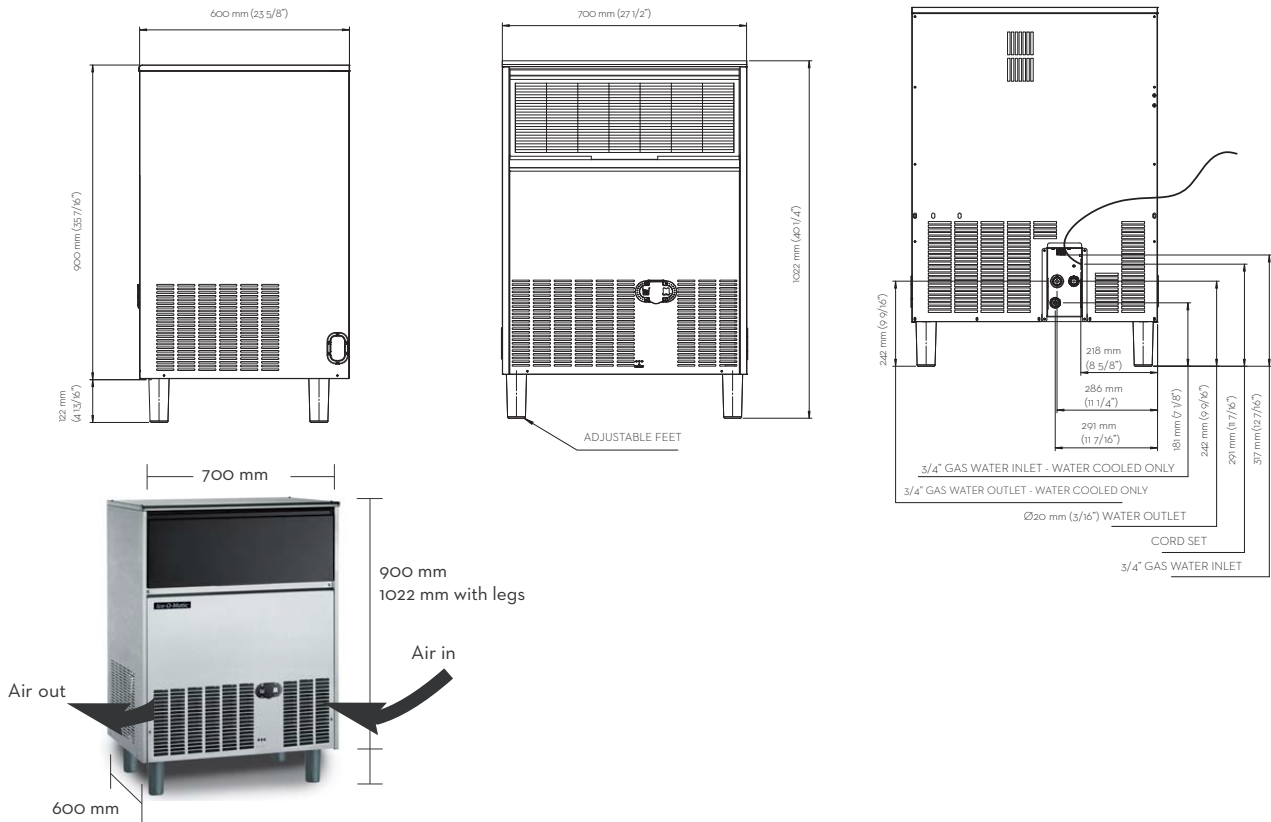 600 mm (23 5/8")
900 mm (35 7/16")
122 mm
(4 13/16")
700 mm (27 1/2")
1022 mm (40 1/4")
ADJUSTABLE FEET
242 mm (9 9/16")
218 mm
(8 5/8")
286 mm
(11 1/4")
291 mm
(11 7/16")
181 mm (7 1/8")
242 mm (9 9/16")
291 mm (11 7/16")
317 mm (12 7/16")
3/4" GAS WATER INLET - WATER COOLED ONLY
3/4" GAS WATER OUTLET - WATER COOLED ONLY
Ø20 mm (3/16") WATER OUTLET
CORD SET
3/4" GAS WATER INLET
700 mm
900 mm
1022 mm with legs
Ice-O-Matic
Air in
Air out
600 mm